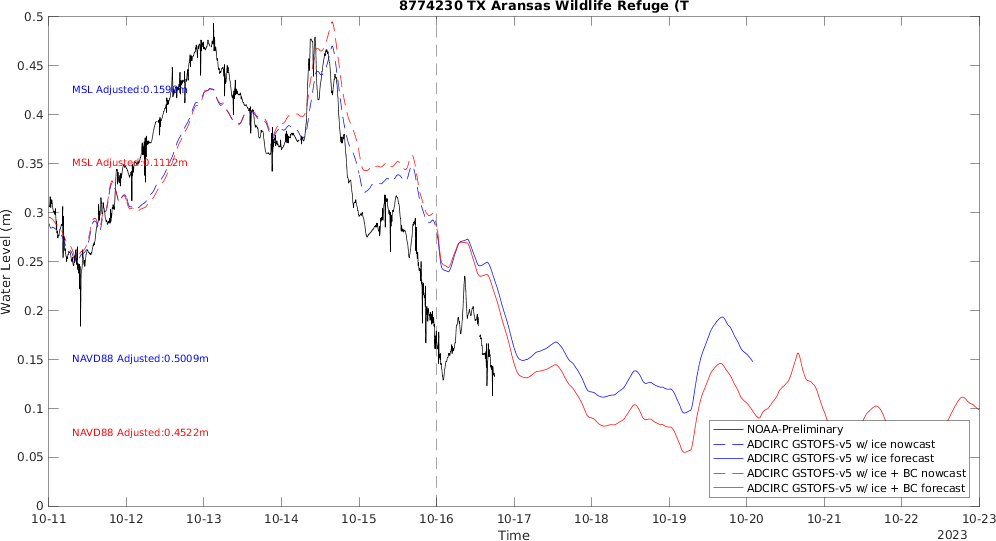 8774230 TX Aransas Wildlife Refuge (T
0.5
0.45
0.4
0.35
0.3
0.25
0.2
0.15
0.1
0.05
0
Water Level (m)
MSL Adjusted:0.159 m
MSL Adjusted:0.1112m
NAVD88 Adjusted:0.5009m
NAVD88 Adjusted:0.4522m
NOAA-Preliminary
ADCIRC GSTOFS-v5 w/ ice nowcast
ADCIRC GSTOFS-v5 w/ ice forecast
ADCIRC GSTOFS-v5 w/ ice + BC nowcast
ADCIRC GSTOFS-v5 w/ ice + BC forecast
10-11 10-12 10-13 10-14 10-15 10-16 10-17 10-18 10-19 10-20 10-21 10-22 10-23
Time
2023